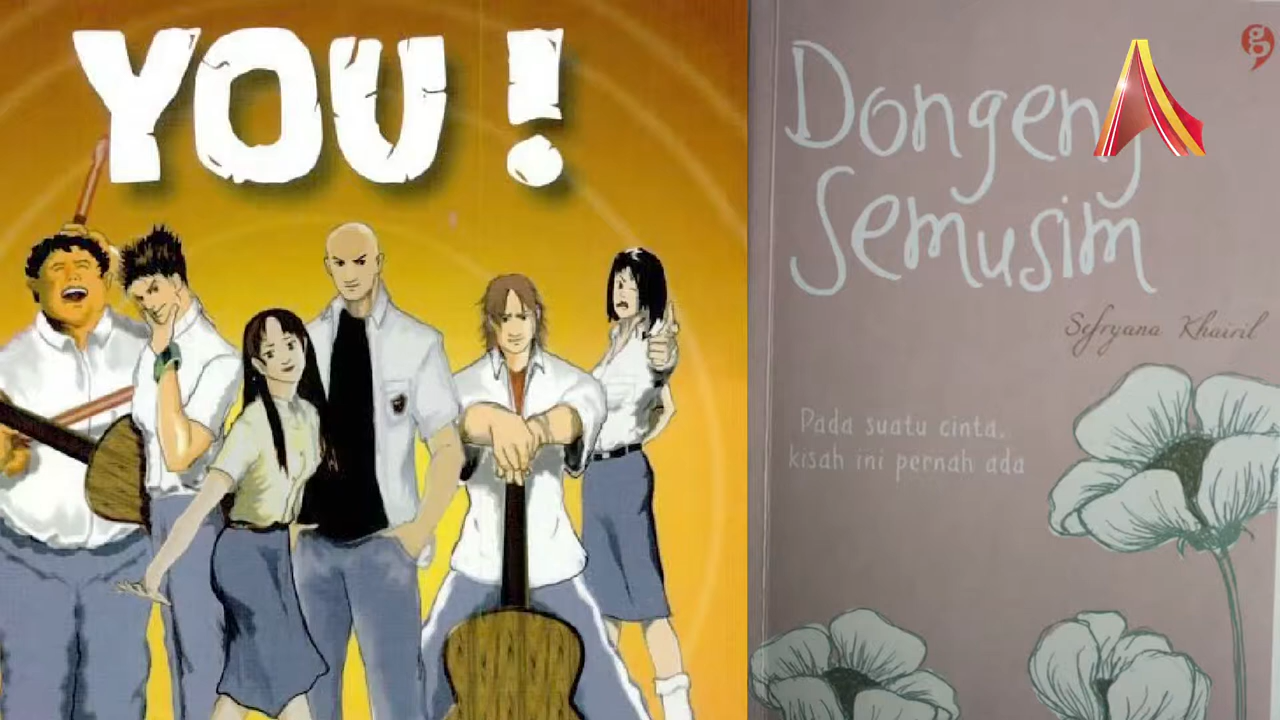 YOU !
Dongeng
Semusim
Sefryana Khairil
Pada suatu cinta,
kisah ini pernah ada